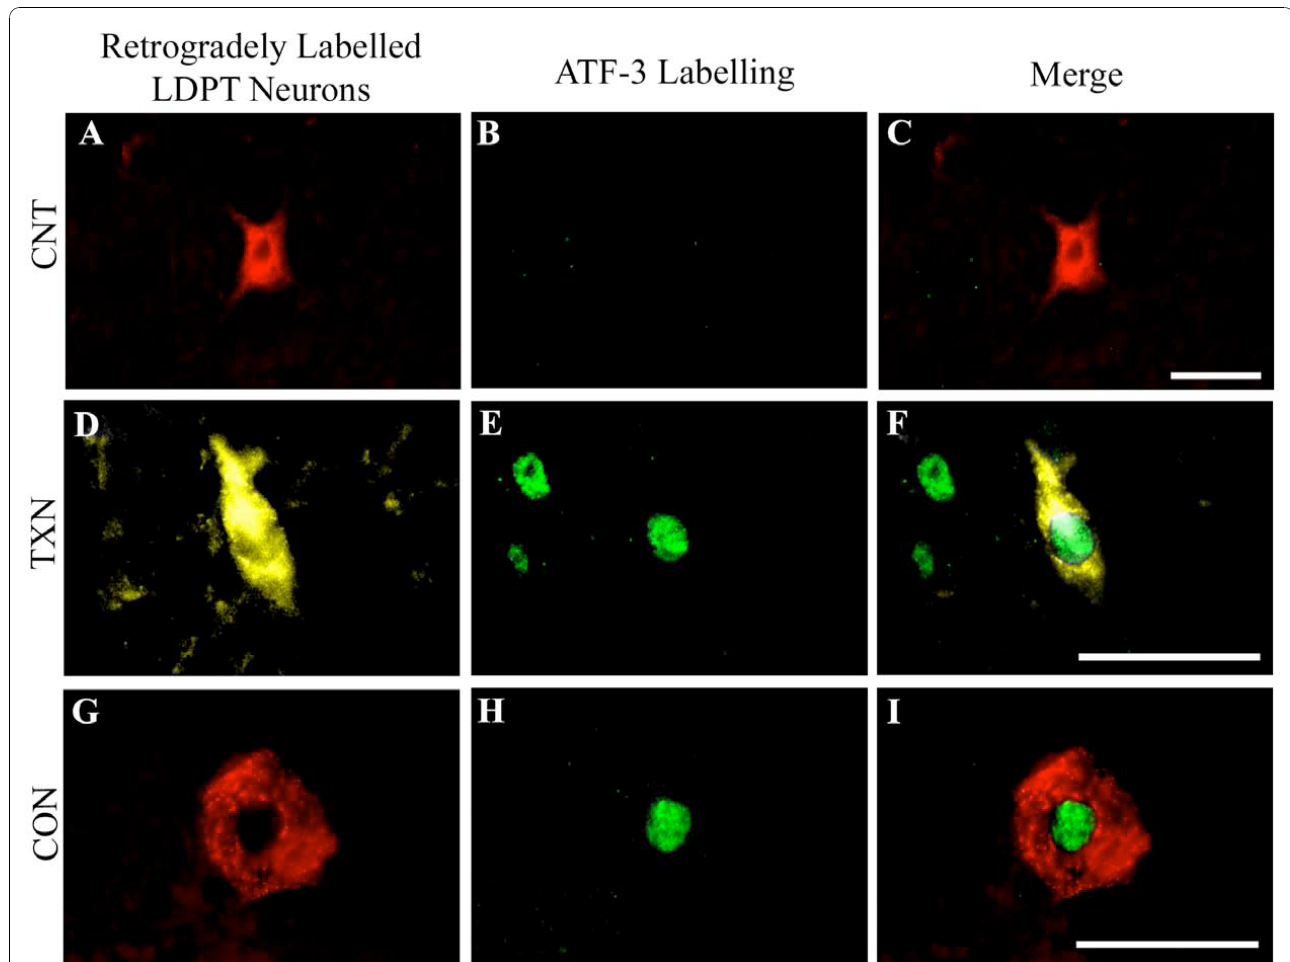 Retrogradely Labelled
LDPT Neurons
ATF-3 Labelling
Merge
CNT
A
B
C
TXN
D
E
F
CON
G
H
I